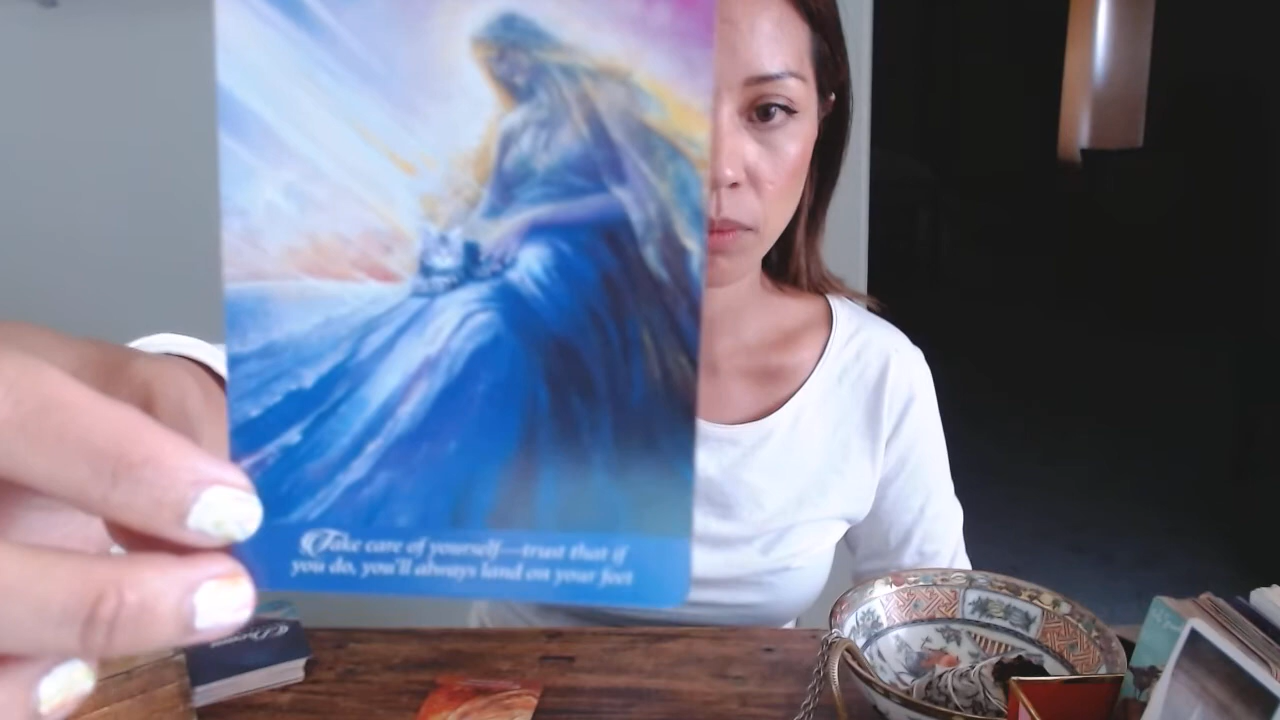 Take care of yourself—trust that if
you do, you'll always land on your feet